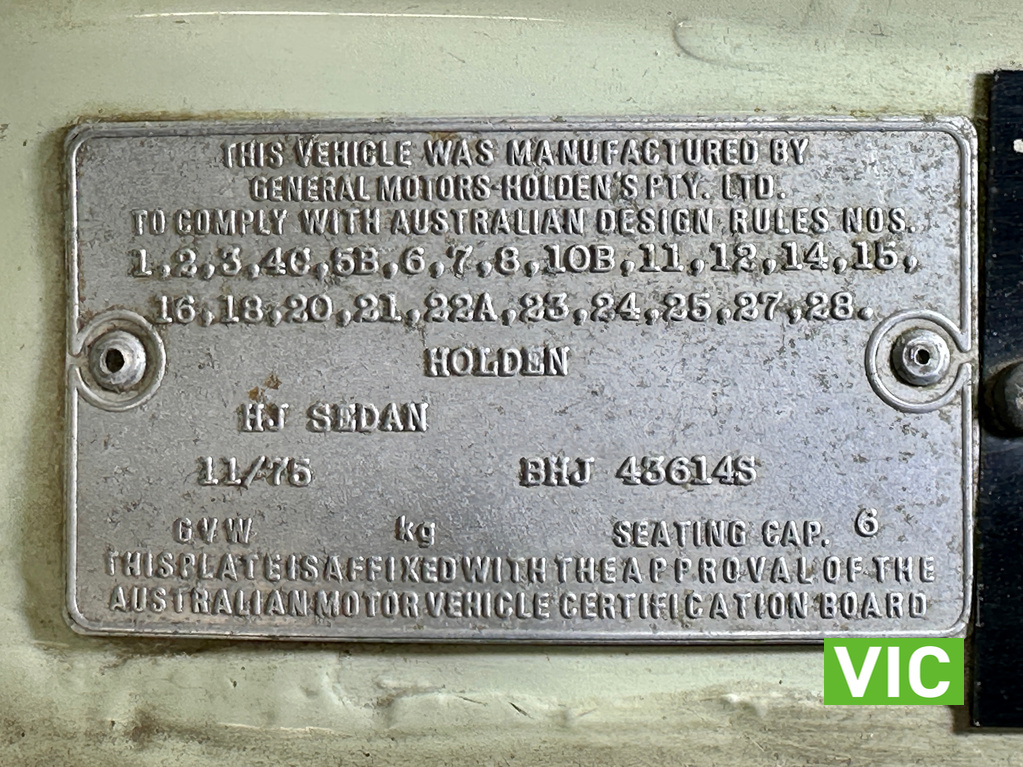 THIS VEHICLE WAS MANUFACTURED BY
GENERAL MOTORS-HOLDEN'S PTY. LTD.
TO COMPLY WITH AUSTRALIAN DESIGN RULES NOS.
1,2,3,4C,5B,6,7,8,10B,11,12,14,15,
16,18,20,21,22A,23,24,25,27,28.
HOLDEN
HJ SEDAN
11/75 BHJ 43614S
GVW kg SEATING CAP. 6
THIS PLATE IS AFFIXED WITH THE APPROVAL OF THE
AUSTRALIAN MOTOR VEHICLE CERTIFICATION BOARD
VIC